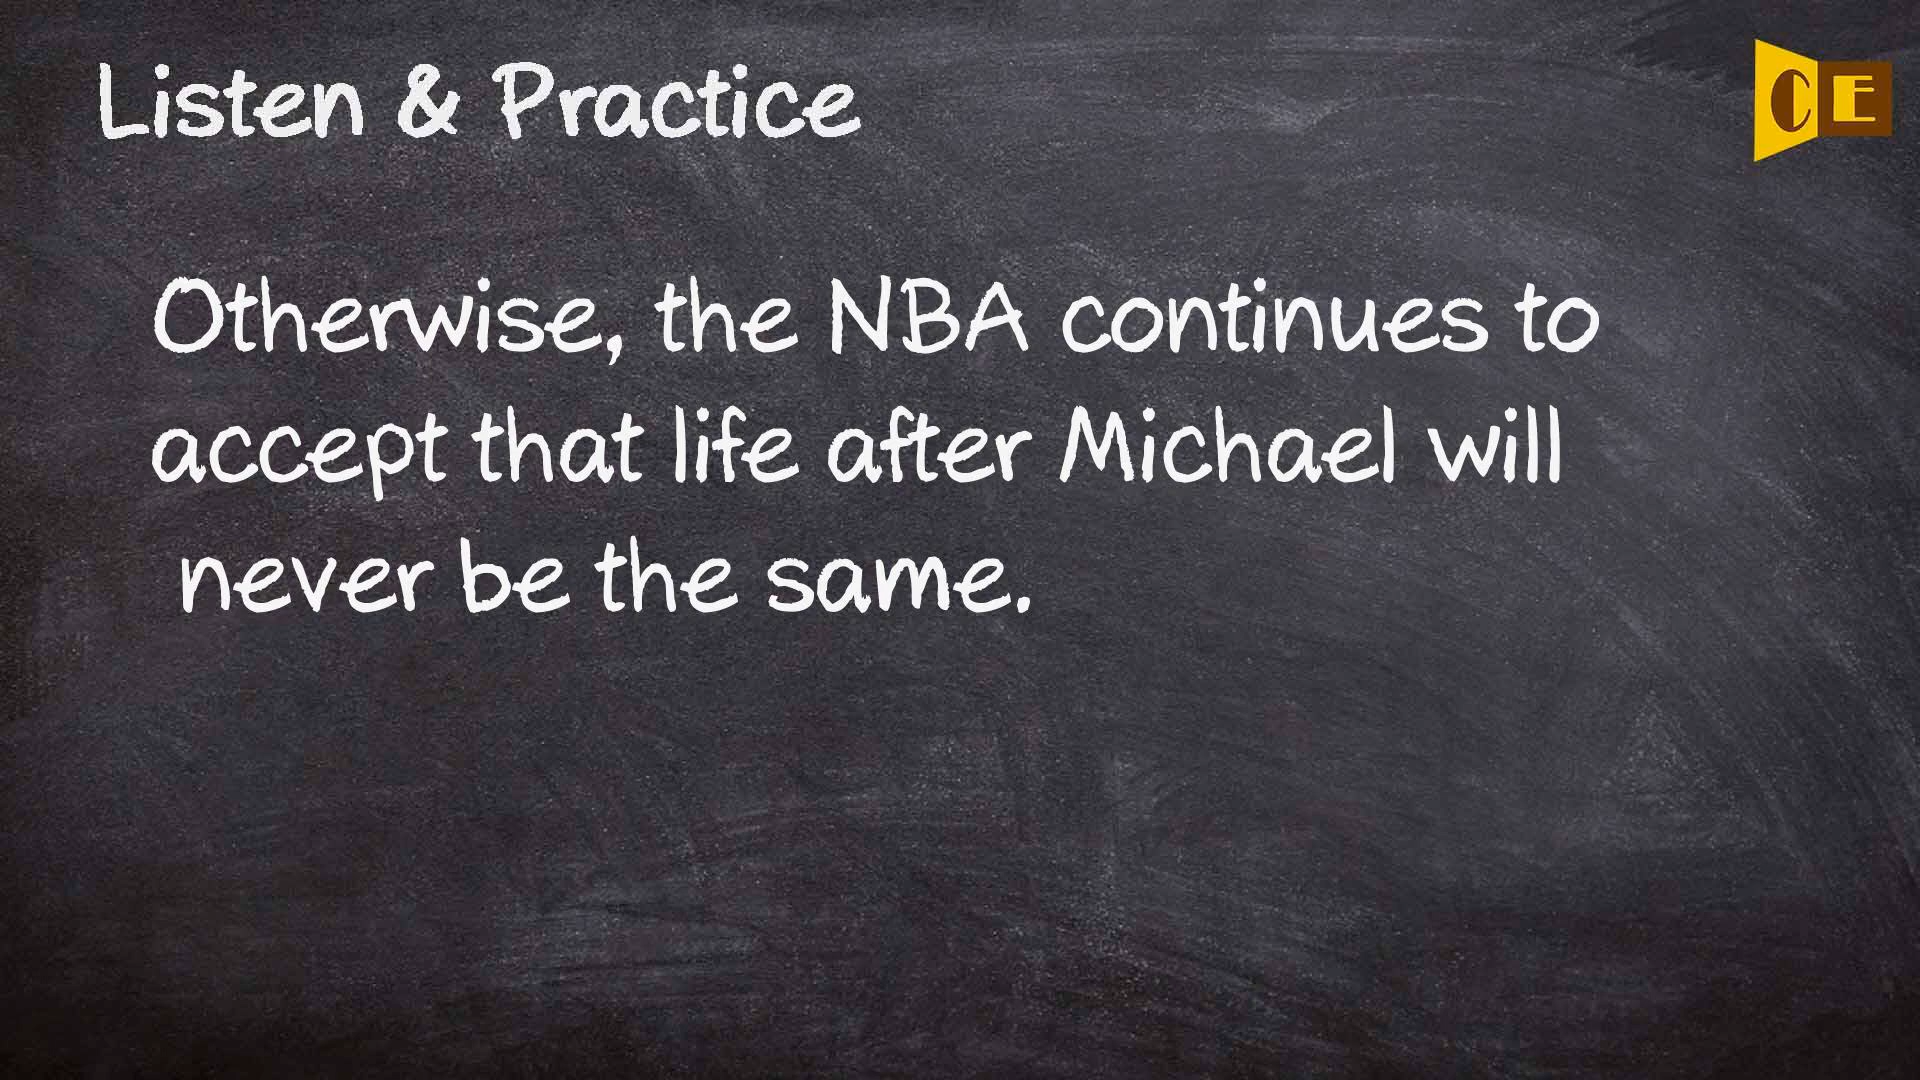 Listen & Practice
CE
Otherwise, the NBA continues to
accept that life after Michael will
never be the same.